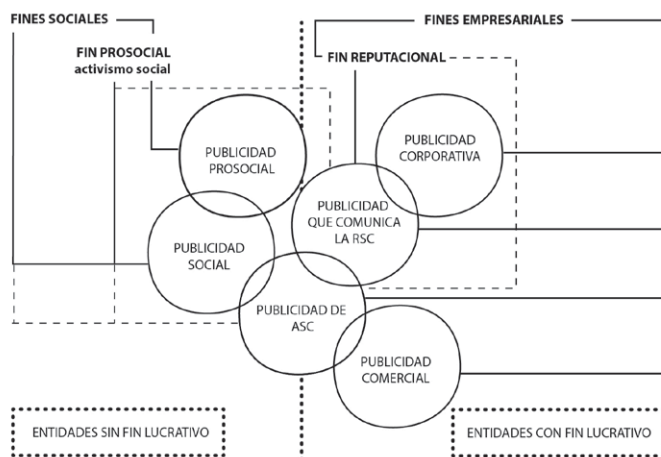 FINES SOCIALES
FINES EMPRESARIALES
FIN PROSOCIAL
activismo social
FIN REPUTACIONAL
PUBLICIDAD
PROSOCIAL
PUBLICIDAD
CORPORATIVA
PUBLICIDAD
QUE COMUNICA
LA RSC
PUBLICIDAD
SOCIAL
PUBLICIDAD DE
ASC
PUBLICIDAD
COMERCIAL
ENTIDADES SIN FIN LUCRATIVO
ENTIDADES CON FIN LUCRATIVO